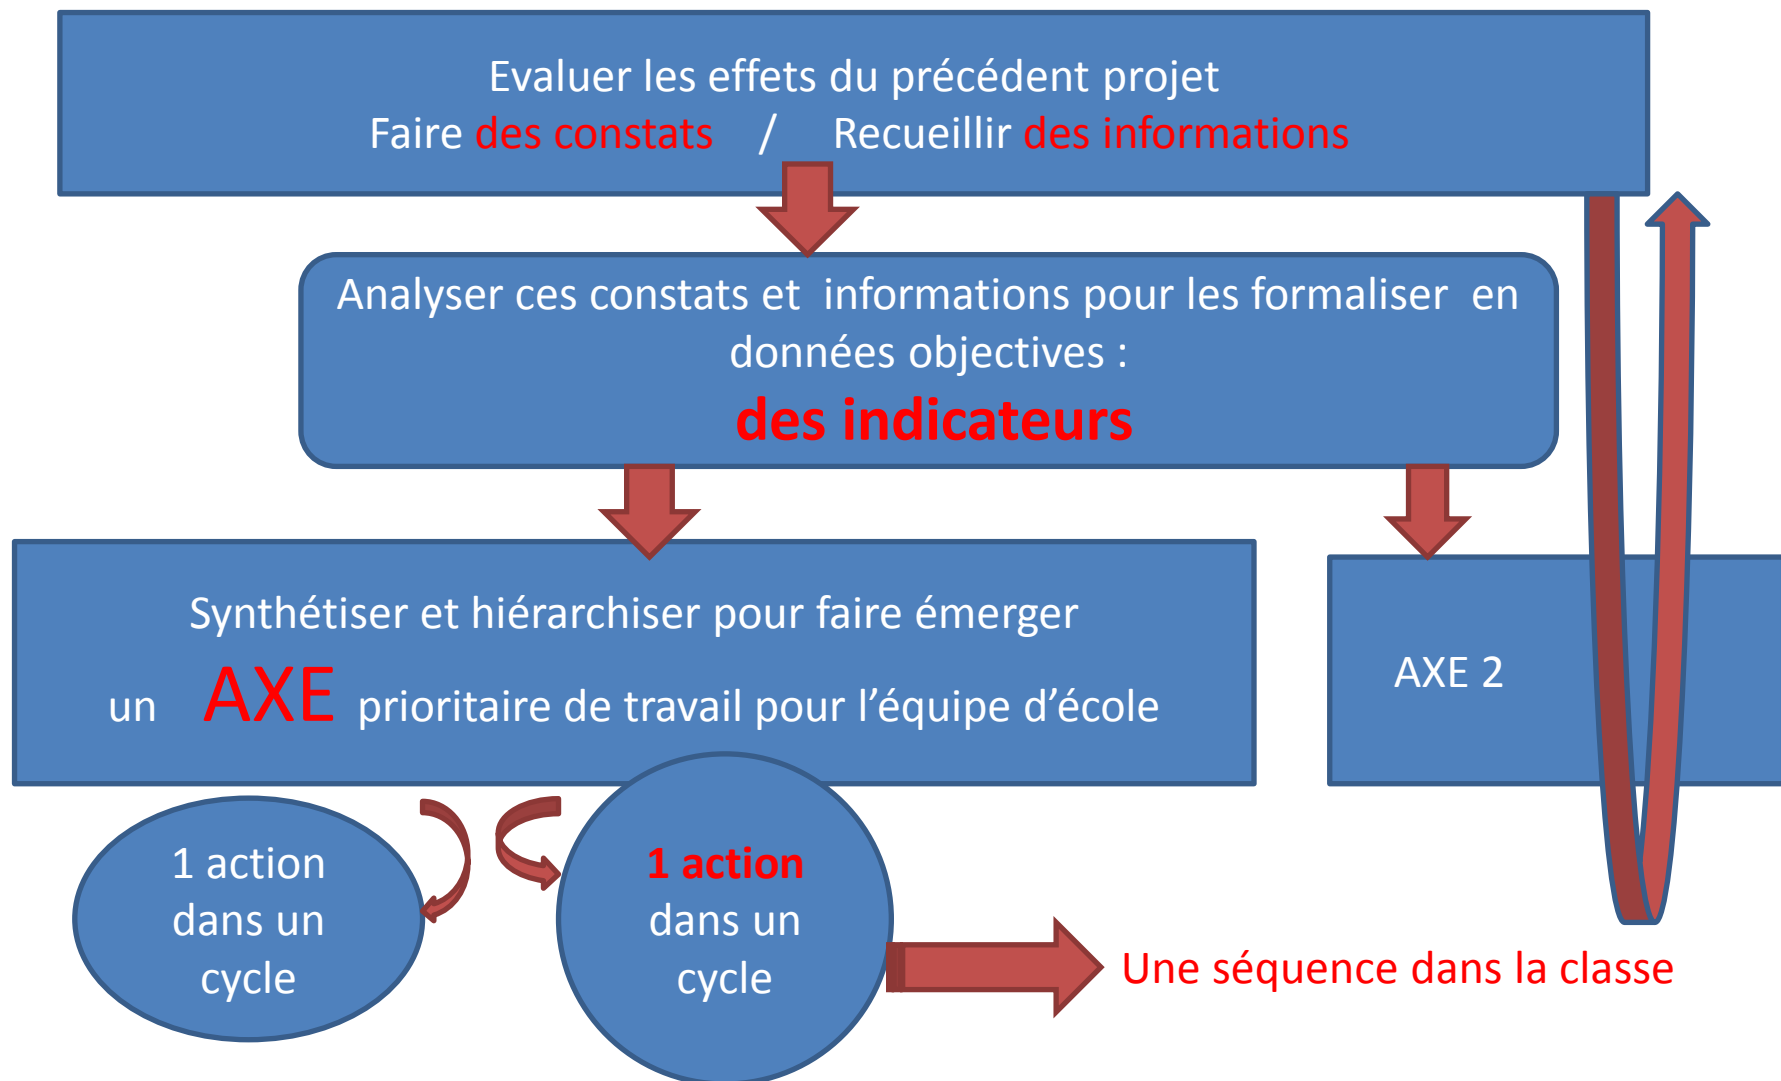 Evaluer les effets du précédent projet
Faire des constats / Recueillir des informations
Analyser ces constats et informations pour les formaliser en
données objectives :
des indicateurs
Synthétiser et hiérarchiser pour faire émerger
un AXE prioritaire de travail pour l’équipe d’école
AXE 2
1 action
dans un
cycle
1 action
dans un
cycle
Une séquence dans la classe